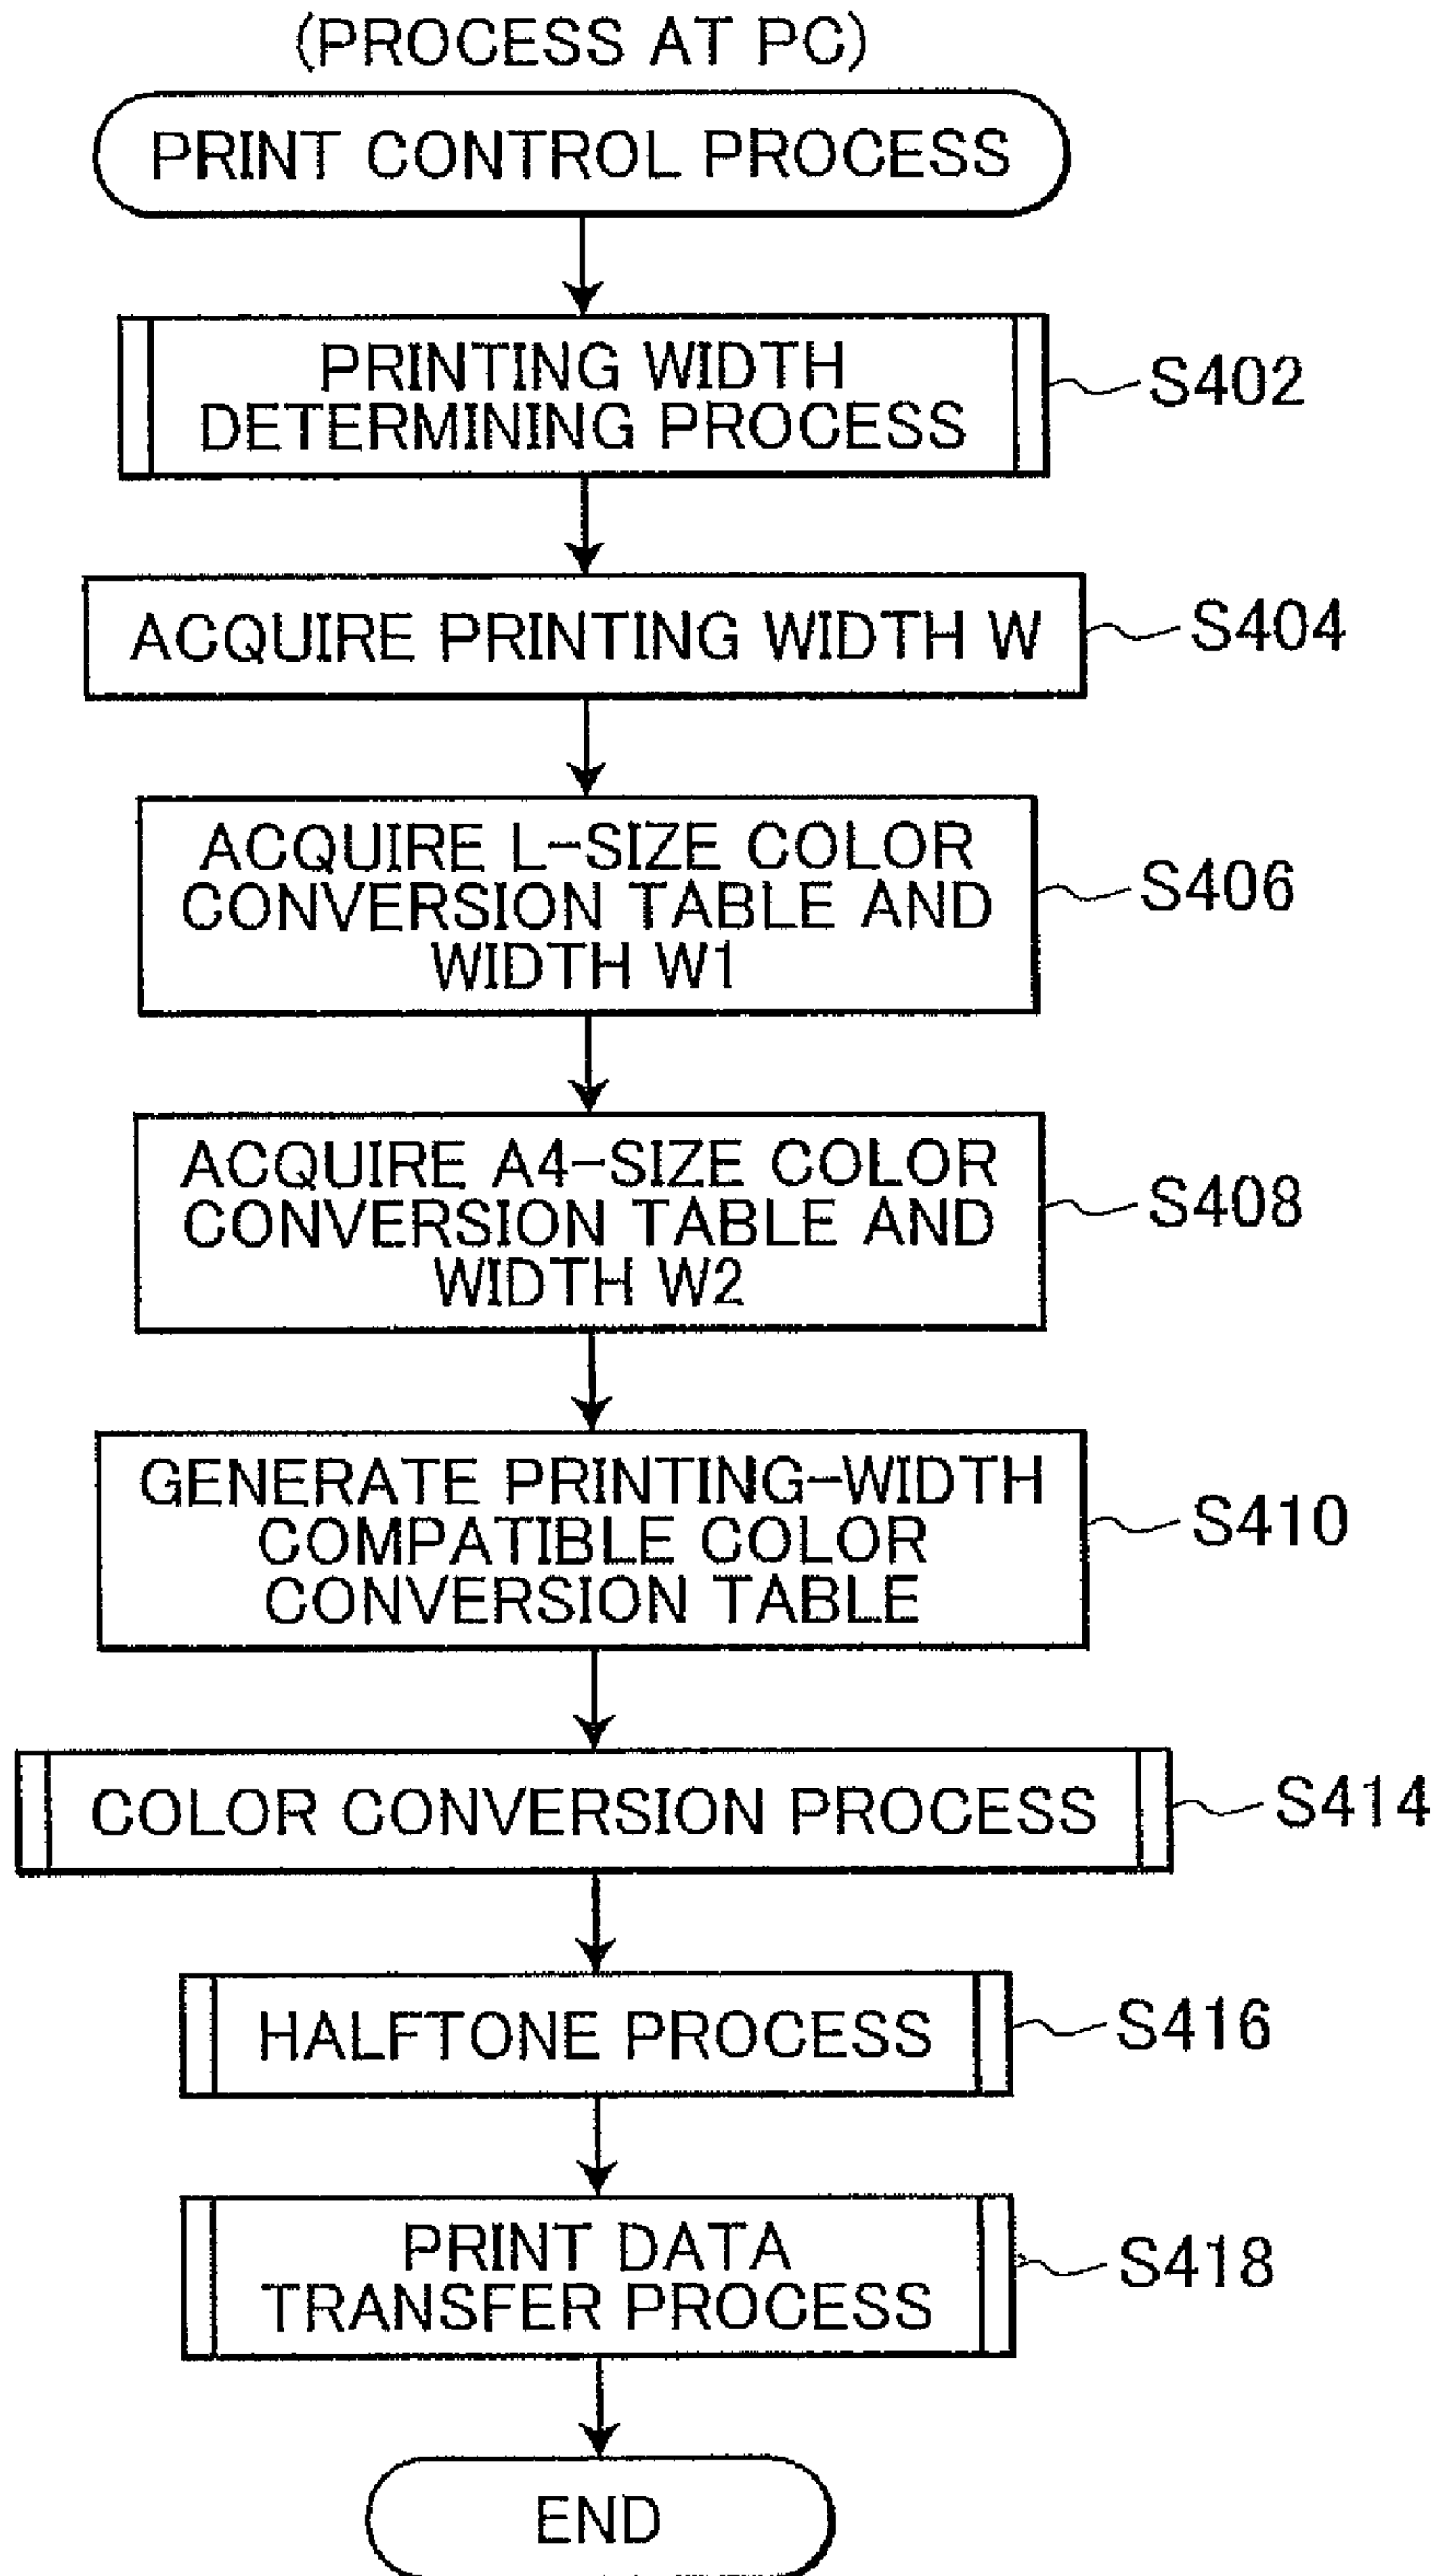 (PROCESS AT PC)
PRINT CONTROL PROCESS
PRINTING WIDTH
DETERMINING PROCESS
S402
ACQUIRE PRINTING WIDTH W
S404
ACQUIRE L-SIZE COLOR
CONVERSION TABLE AND
WIDTH W1
S406
ACQUIRE A4-SIZE COLOR
CONVERSION TABLE AND
WIDTH W2
S408
GENERATE PRINTING-WIDTH
COMPATIBLE COLOR
CONVERSION TABLE
S410
COLOR CONVERSION PROCESS
S414
HALFTONE PROCESS
S416
PRINT DATA
TRANSFER PROCESS
S418
END